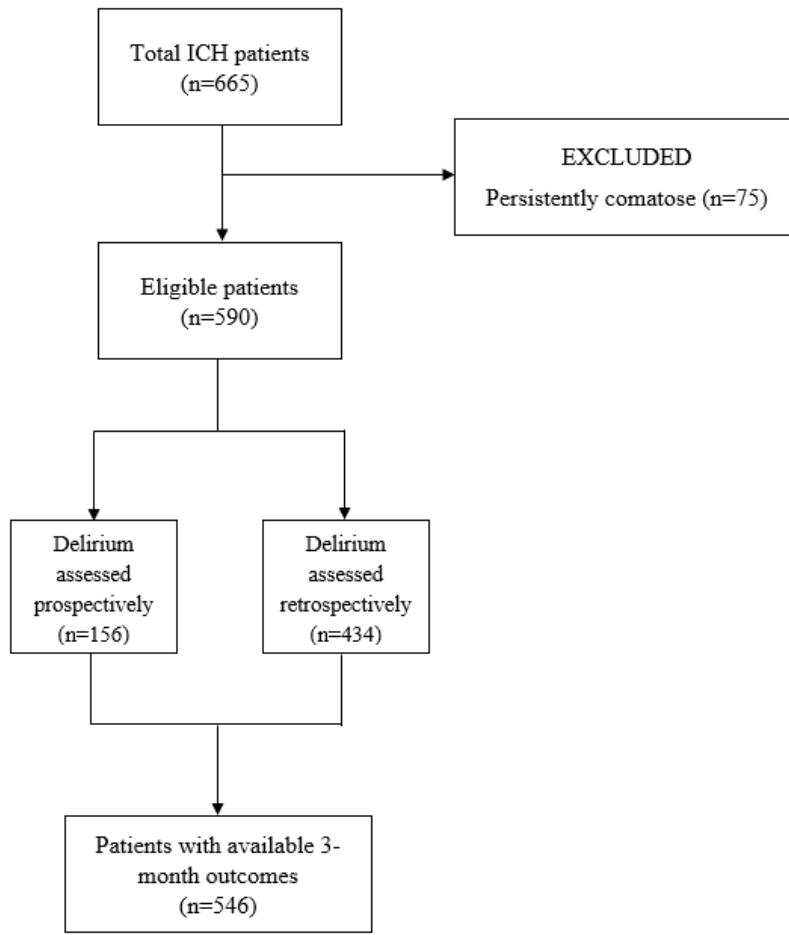 Total ICH patients
(n=665)
EXCLUDED
Persistently comatose (n=75)
Eligible patients
(n=590)
Delirium
assessed
prospectively
(n=156)
Delirium
assessed
retrospectively
(n=434)
Patients with available 3-
month outcomes
(n=546)